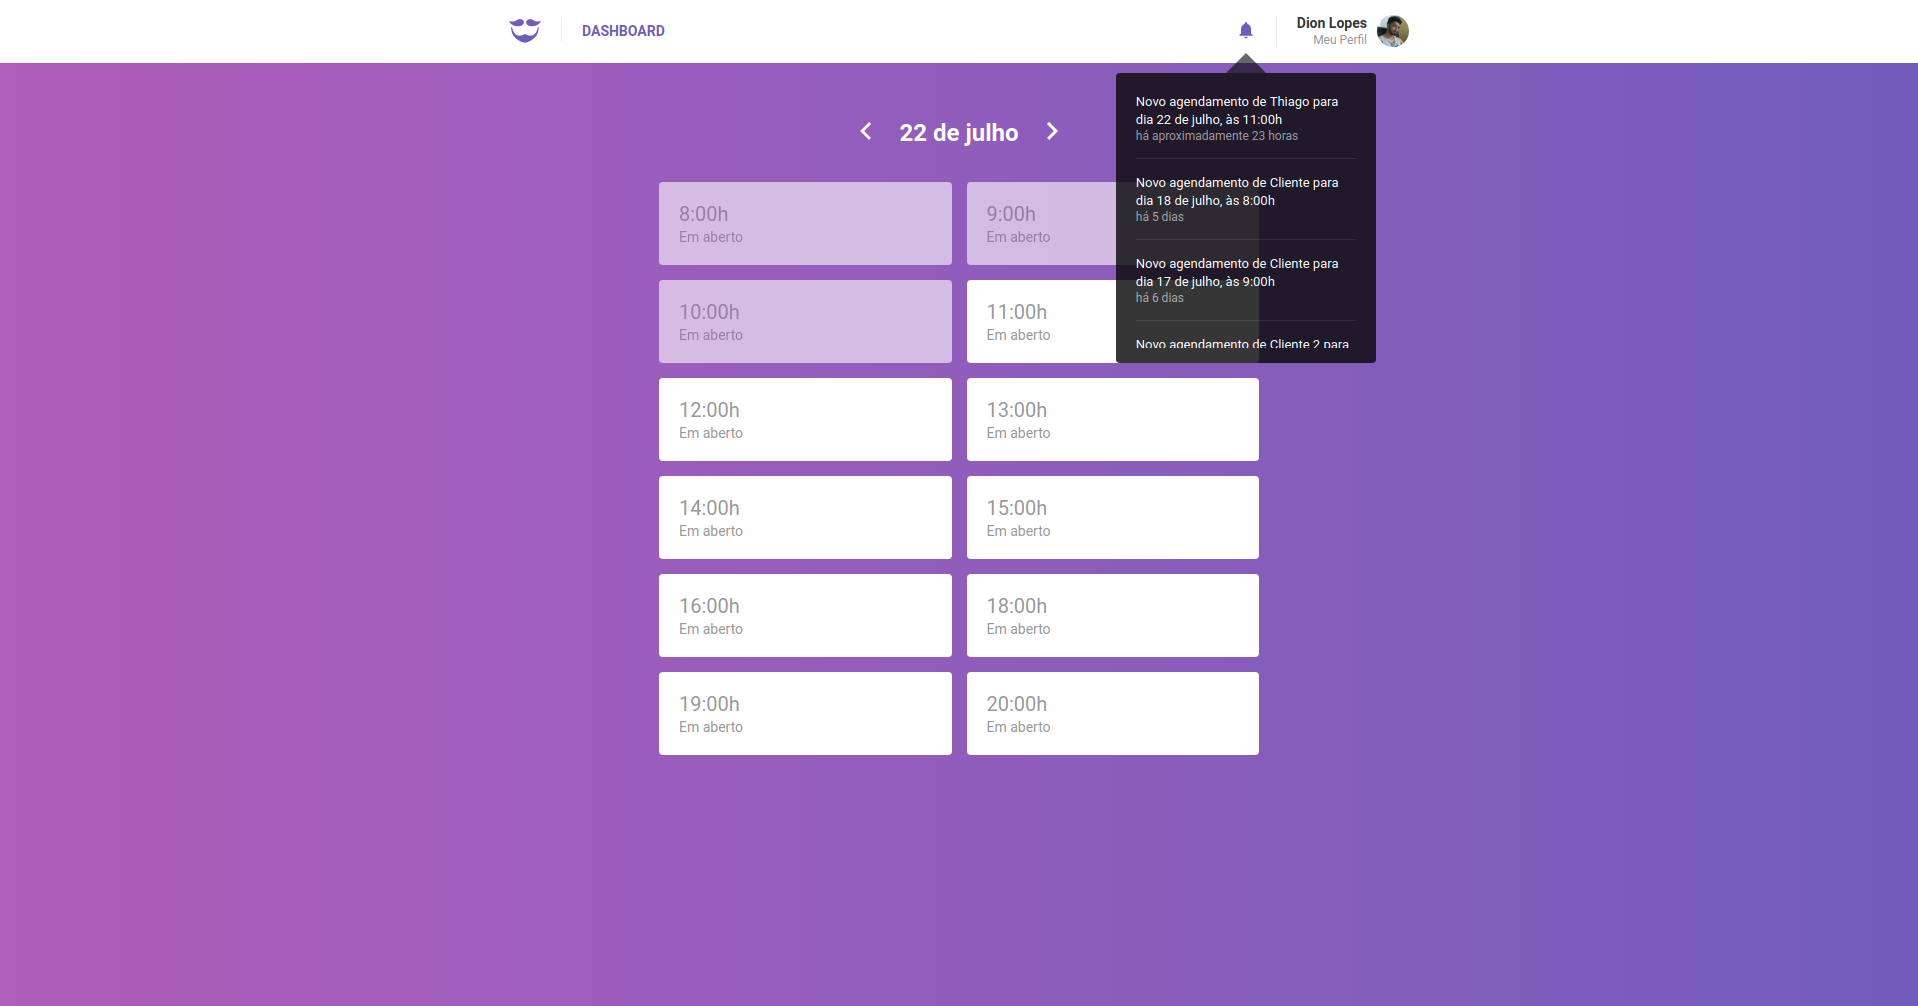 DASHBOARD
Dion Lopes
Meu Perfil
22 de julho
Novo agendamento de Thiago para
dia 22 de julho, às 11:00h
há aproximadamente 23 horas
Novo agendamento de Cliente para
dia 18 de julho, às 8:00h
há 5 dias
Novo agendamento de Cliente para
dia 17 de julho, às 9:00h
há 6 dias
Novo agendamento de Cliente 2 para
8:00h
Em aberto
9:00h
Em aberto
10:00h
Em aberto
11:00h
Em aberto
12:00h
Em aberto
13:00h
Em aberto
14:00h
Em aberto
15:00h
Em aberto
16:00h
Em aberto
18:00h
Em aberto
19:00h
Em aberto
20:00h
Em aberto